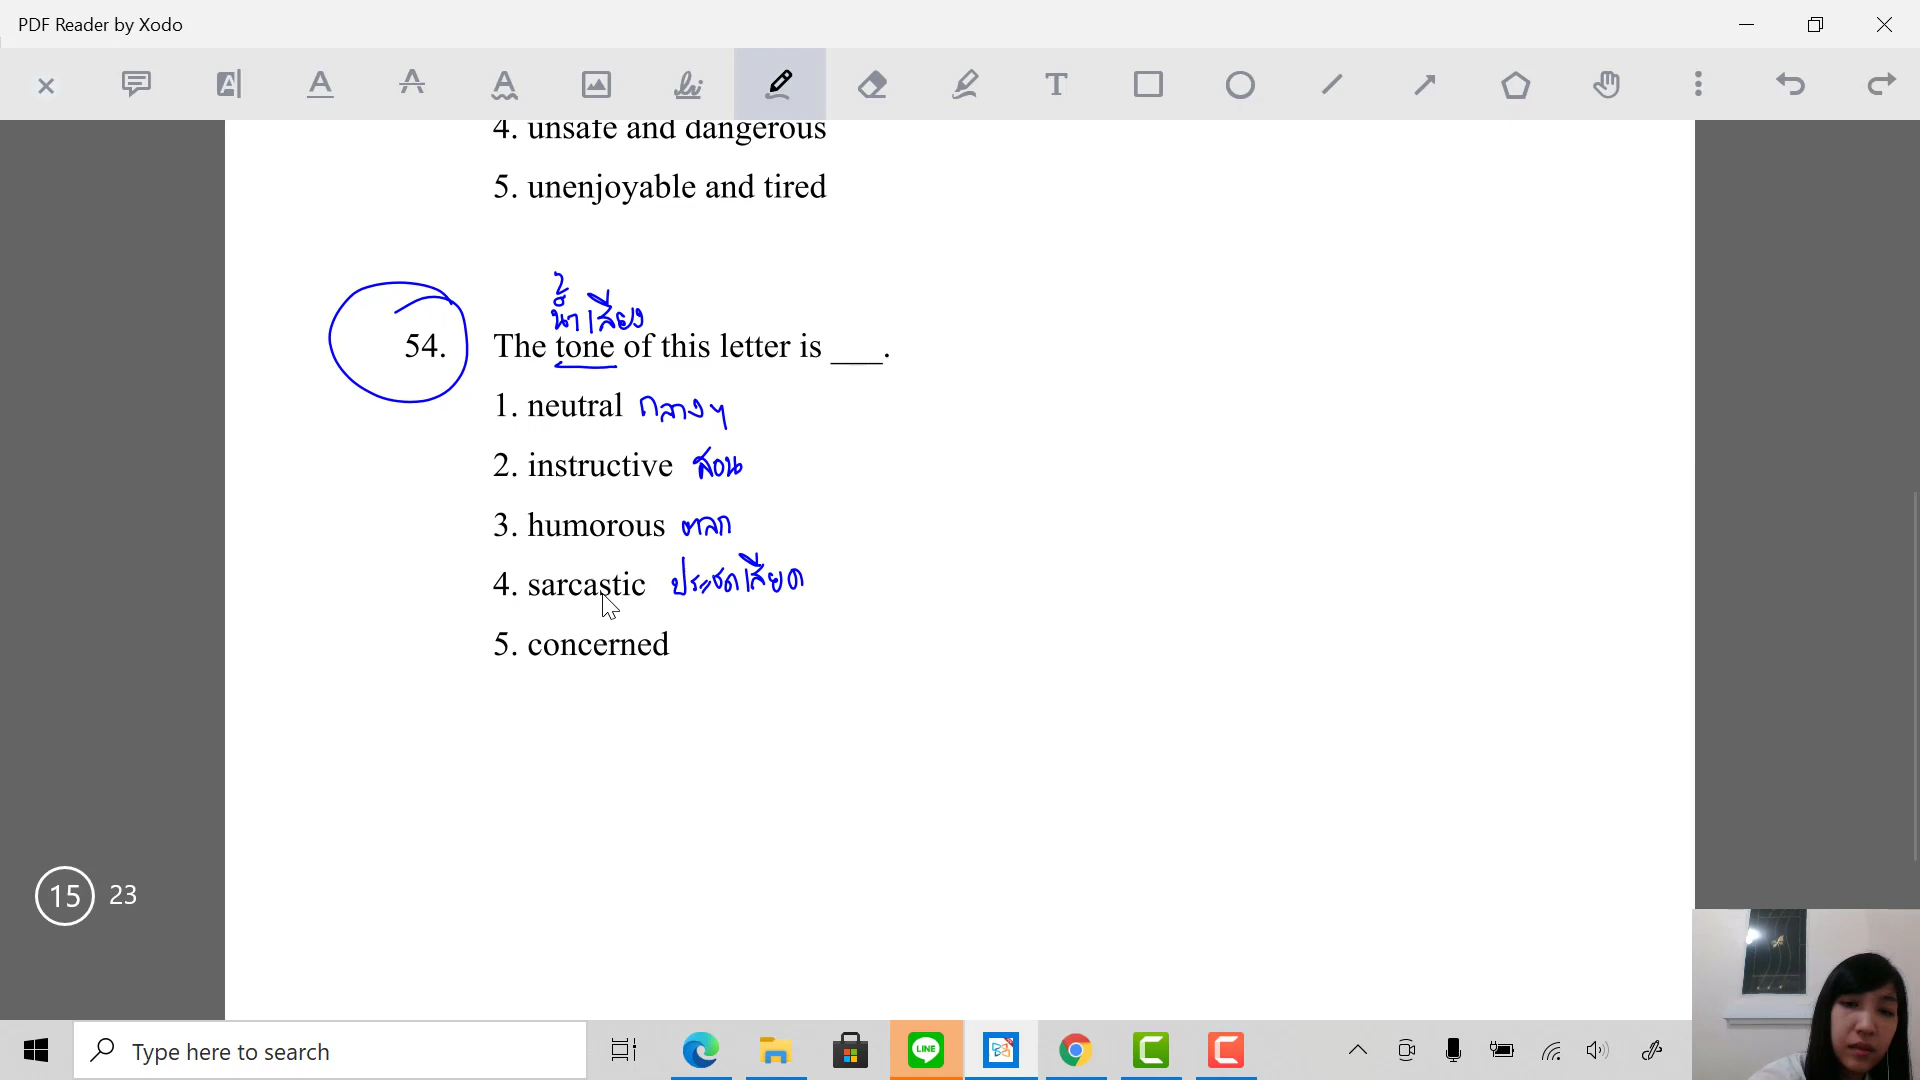 PDF Reader by Xodo
4. unsafe and dangerous
5. unenjoyable and tired
น้ำเสียง
54. The tone of this letter is ___.
1. neutral กลางๆ
2. instructive สอน
3. humorous ตลก
4. sarcastic ประชดเสียด
5. concerned
15 23
Type here to search
LINE